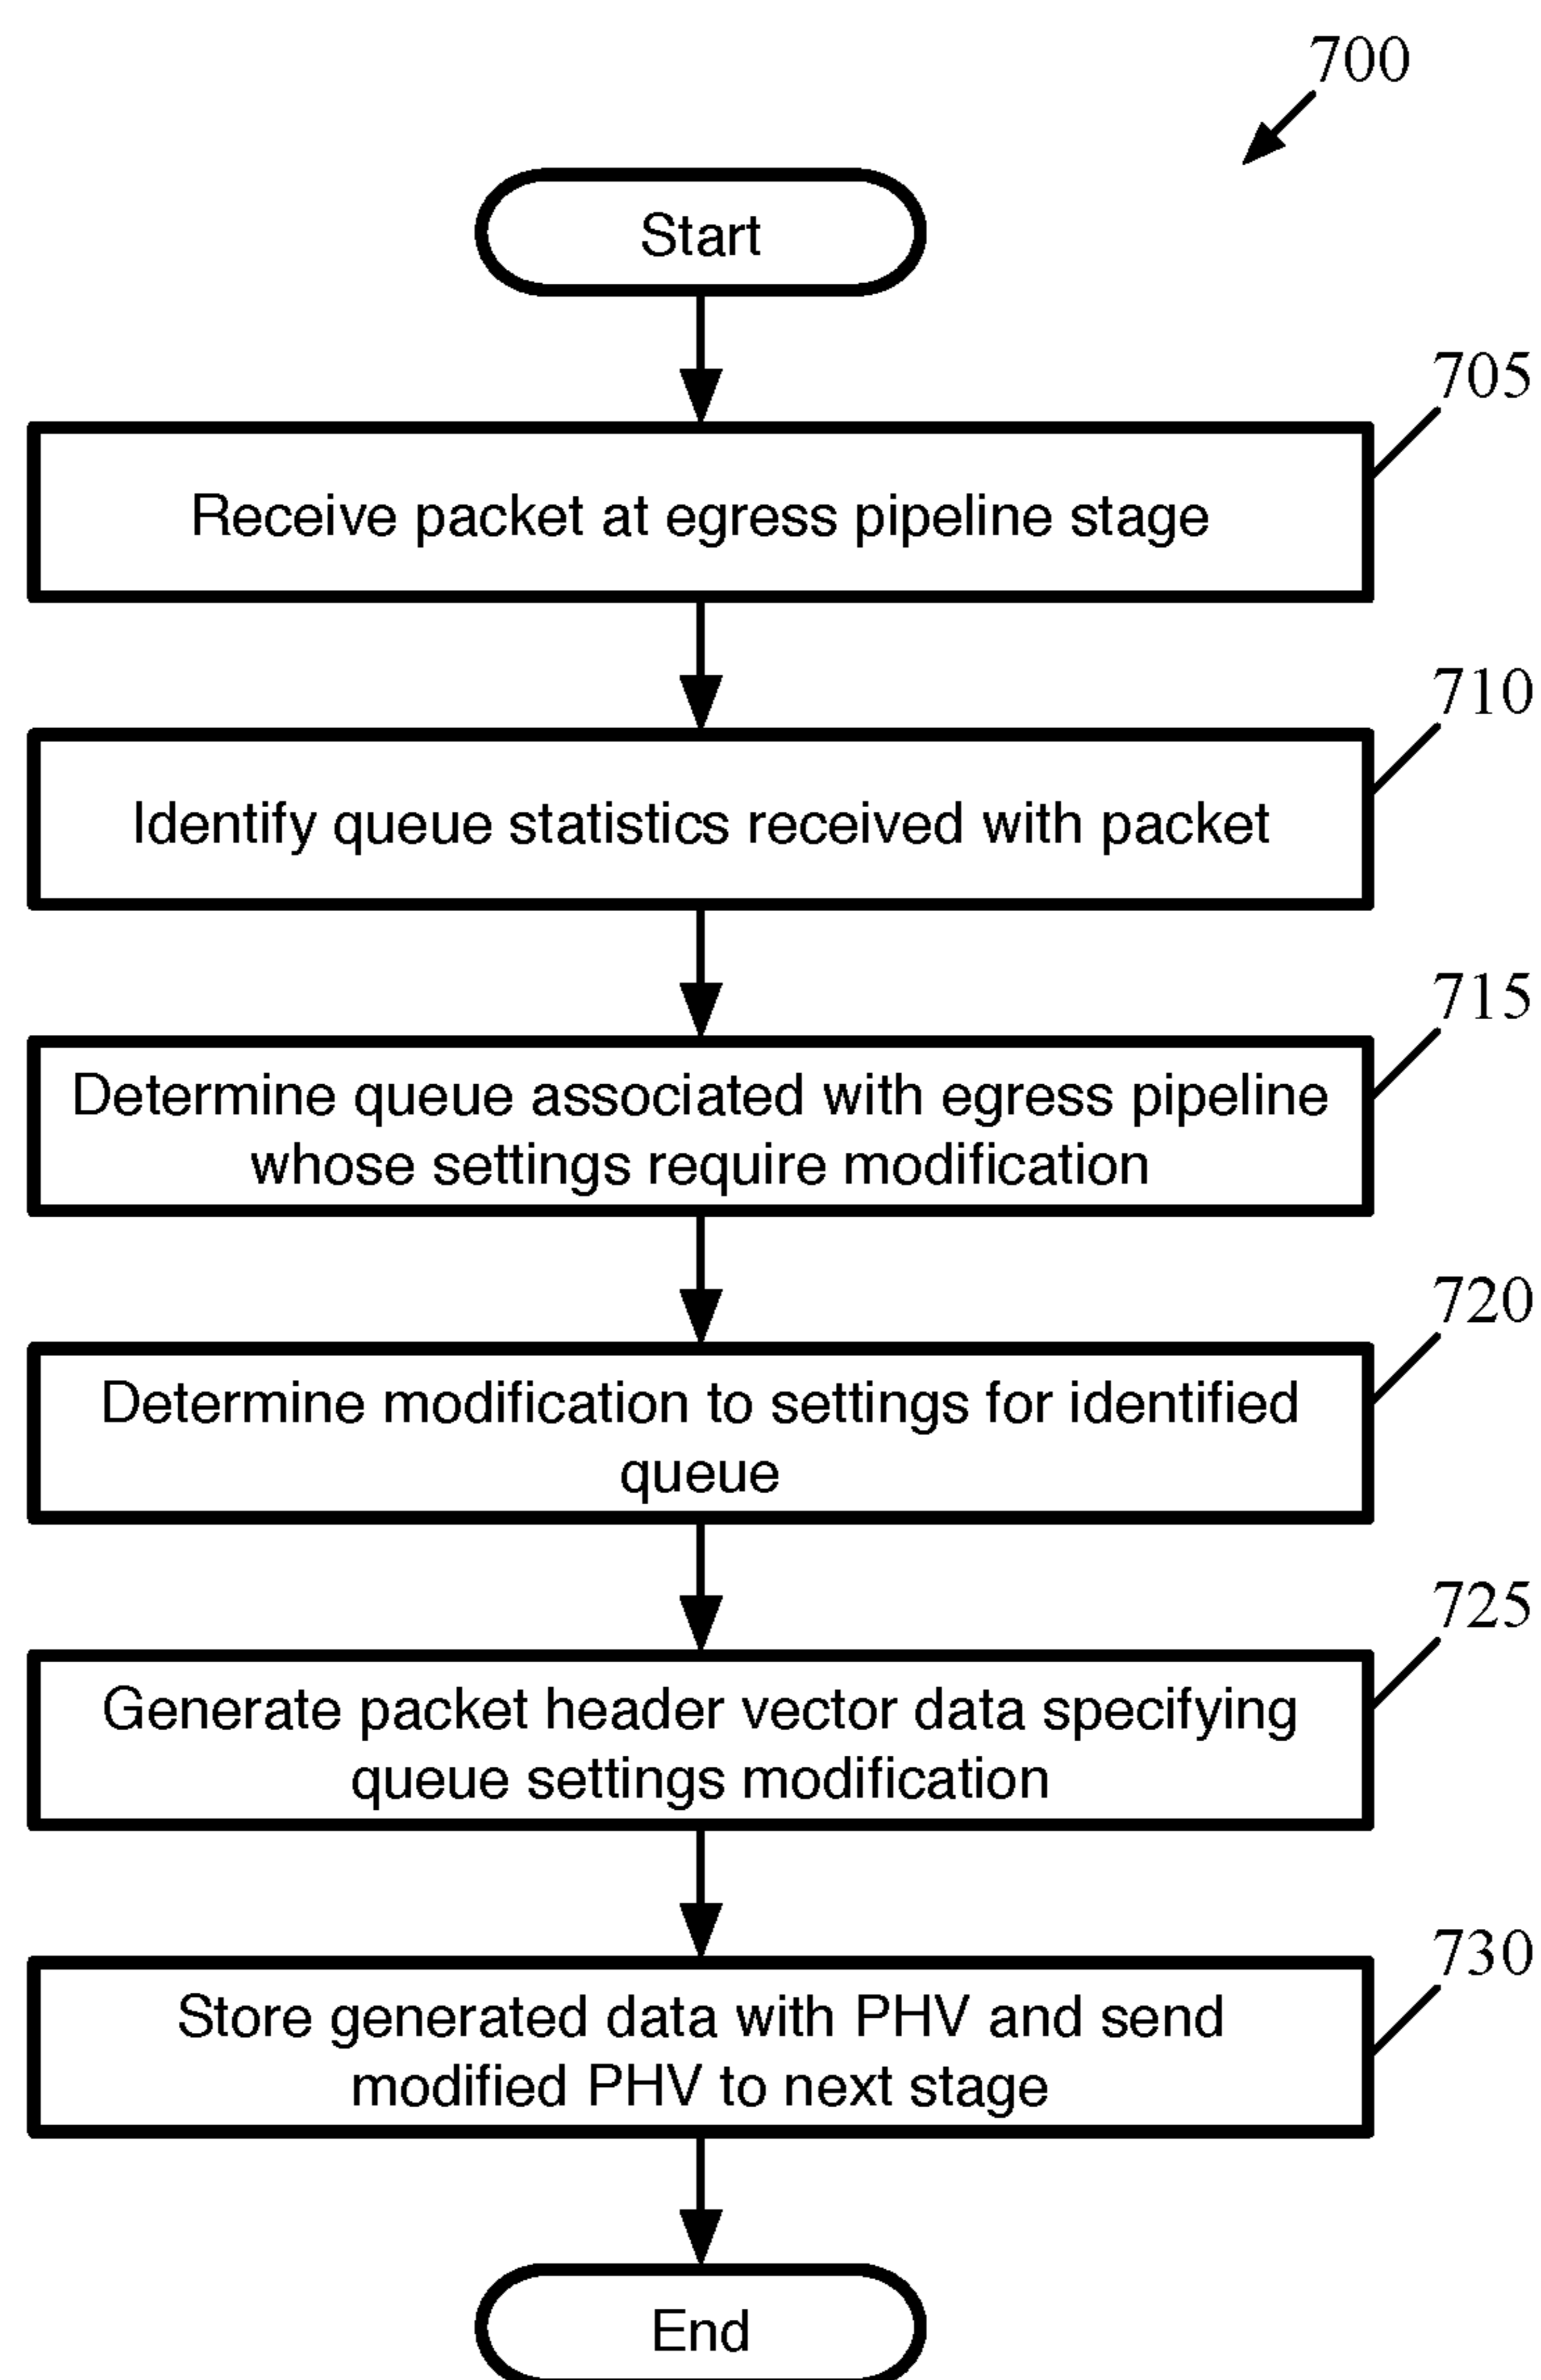 700
Start
705
Receive packet at egress pipeline stage
710
Identify queue statistics received with packet
715
Determine queue associated with egress pipeline
whose settings require modification
720
Determine modification to settings for identified
queue
725
Generate packet header vector data specifying
queue settings modification
730
Store generated data with PHV and send
modified PHV to next stage
End